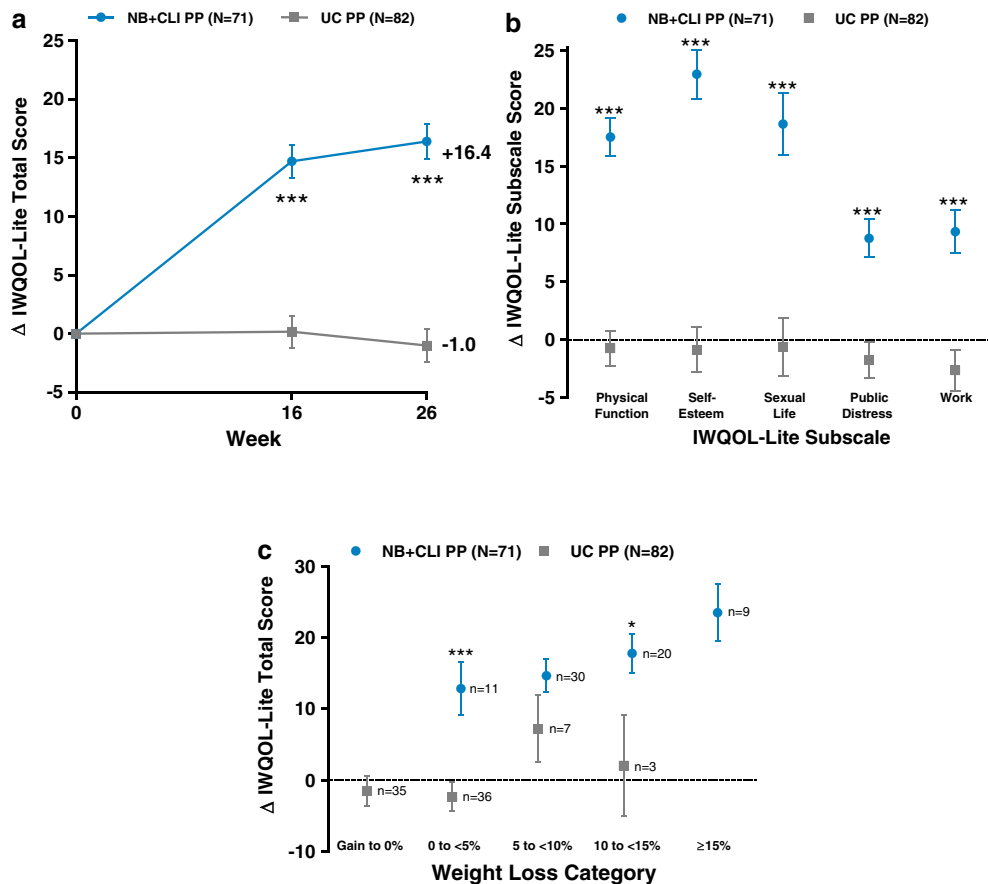 a
NB+CLI PP (N=71)
UC PP (N=82)
Δ IWQOL-Lite Total Score
25
20
15
10
5
0
-5
+16.4
***
***
-1.0
0
16
26
Week
b
NB+CLI PP (N=71)
UC PP (N=82)
Δ IWQOL-Lite Subscale Score
25
20
15
10
5
0
-5
***
***
***
***
***
Physical
Function
Self-
Esteem
Sexual
Life
Public
Distress
Work
IWQOL-Lite Subscale
c
NB+CLI PP (N=71)
UC PP (N=82)
Δ IWQOL-Lite Total Score
30
20
10
0
-10
***
*
n=9
n=20
n=30
n=11
n=7
n=3
n=35
n=36
Gain to 0%
0 to <5%
5 to <10%
10 to <15%
≥15%
Weight Loss Category